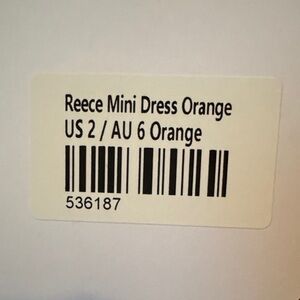 Reece Mini Dress Orange
US 2 / AU 6 Orange
536187